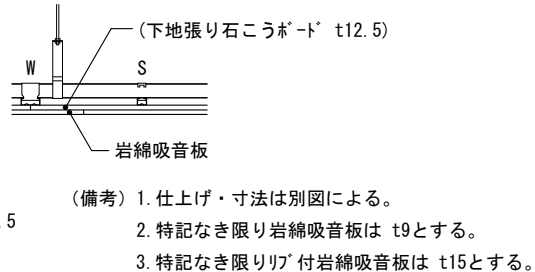 (下地張り石こうﾎﾞｰﾄﾞ t12.5)
W
S
岩綿吸音板
(備考) 1.仕上げ・寸法は別図による。
.5
2.特記なき限り岩綿吸音板は t9とする。
3.特記なき限りﾘﾌﾞ付岩綿吸音板は t15とする。